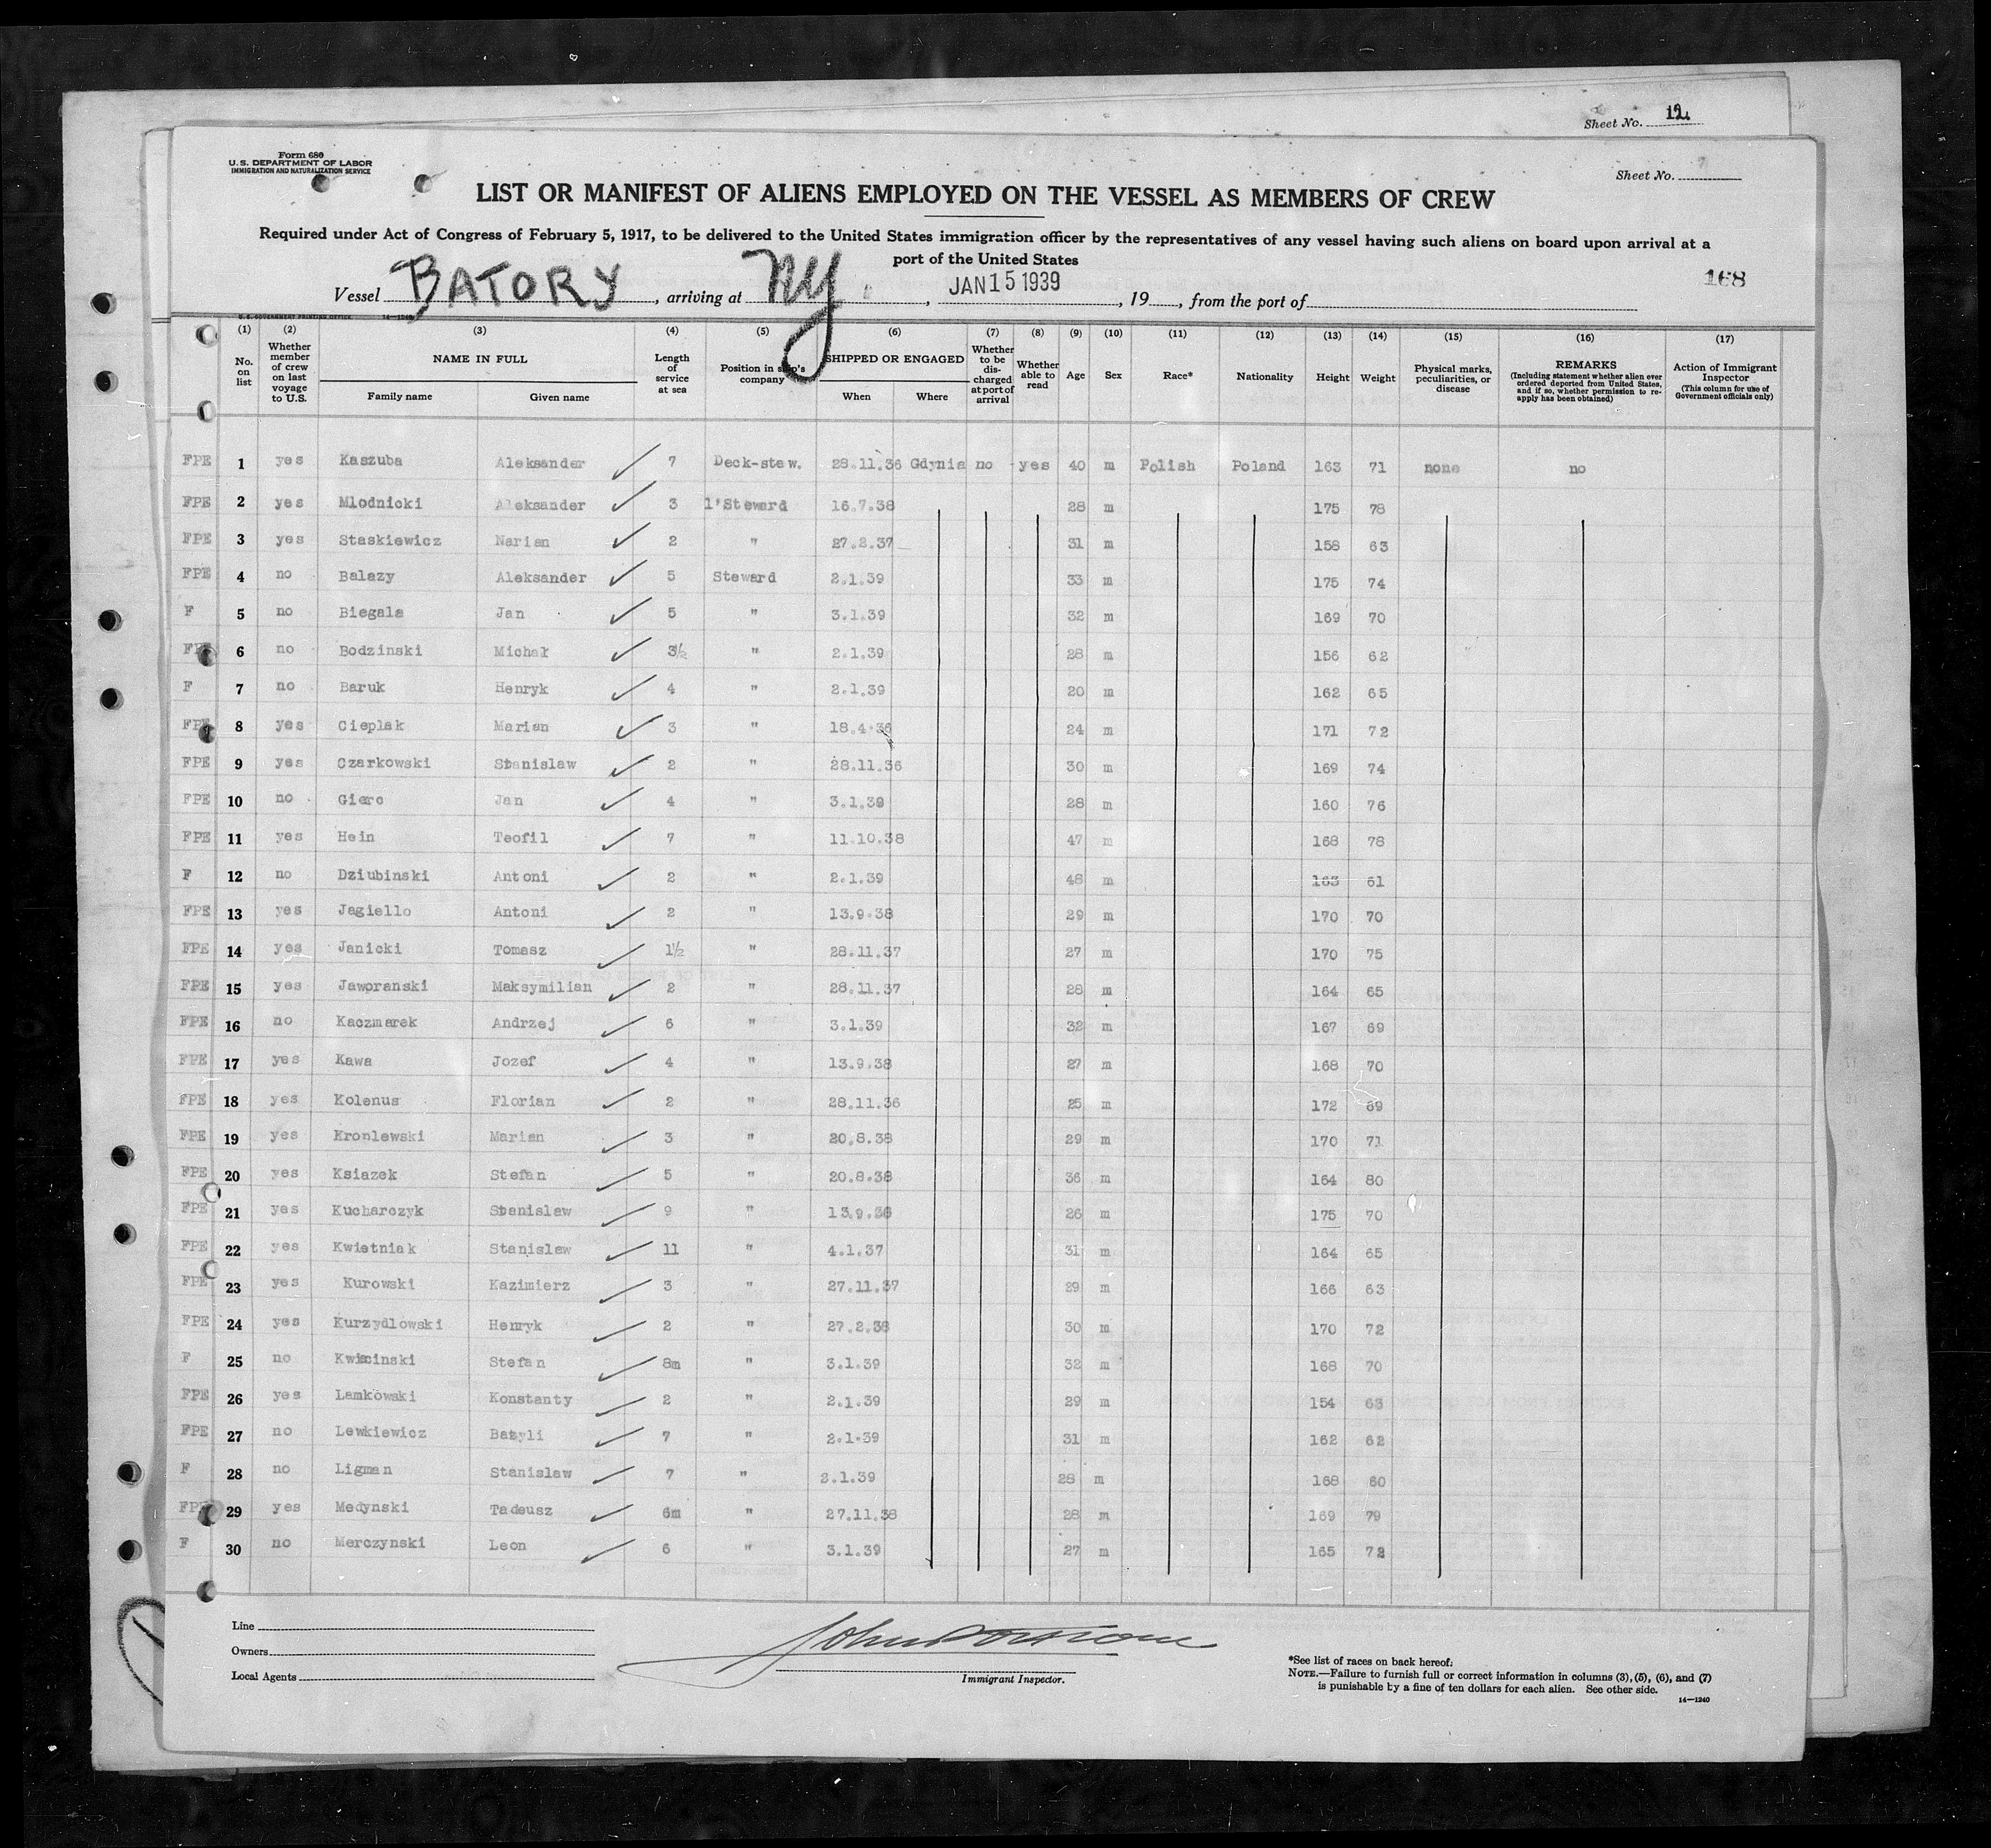 Sheet No. 12
Form 680
U.S. DEPARTMENT OF LABOR
IMMIGRATION AND NATURALIZATION SERVICE
Sheet No.
LIST OR MANIFEST OF ALIENS EMPLOYED ON THE VESSEL AS MEMBERS OF CREW
Required under Act of Congress of February 5, 1917, to be delivered to the United States immigration officer by the representatives of any vessel having such aliens on board upon arrival at a
port of the United States
168
Vessel BATORY, arriving at NY, JAN 15 1939, 19, from the port of
U.S. GOVERNMENT PRINTING OFFICE 14-1240
(1) (2) (3) (4) (5) (6) (7) (8) (9) (10) (11) (12) (13) (14) (15) (16) (17)
No. on list
Whether member of crew on last voyage to U.S.
NAME IN FULL
Family name Given name
Length of service at sea
Position in ship's company
SHIPPED OR ENGAGED
When Where
Whether to be discharged at port of arrival
Whether able to read
Age Sex Race* Nationality Height Weight
Physical marks, peculiarities, or disease
REMARKS
(Including statement whether alien ever ordered deported from United States, and if so, whether permission to re-apply has been obtained)
Action of Immigrant Inspector
(This column for use of Government officials only)
FPE 1 yes Kaszuba Aleksander 7 Deck-stew. 28.11.36 Gdynia no yes 40 m Polish Poland 163 71 none no
FPE 2 yes Mlodnicki Aleksander 3 l'Steward 16.7.38 28 m 175 78
FPE 3 yes Staskiewicz Narian 2 " 27.2.37 31 m 158 63
FPE 4 no Balazy Aleksander 5 Steward 2.1.39 33 m 175 74
F 5 no Biegala Jan 5 " 3.1.39 32 m 169 70
FPE 6 no Bodzinski Michał 3½ " 2.1.39 28 m 156 62
F 7 no Baruk Henryk 4 " 2.1.39 20 m 162 65
FPE 8 yes Cieplak Marian 3 " 18.4.36 24 m 171 72
FPE 9 yes Czarkowski Stanislaw 2 " 28.11.36 30 m 169 74
FPE 10 no Gierc Jan 4 " 3.1.39 28 m 160 76
FPE 11 yes Hein Teofil 7 " 11.10.38 47 m 168 78
F 12 no Dziubinski Antoni 2 " 2.1.39 48 m 163 61
FPE 13 yes Jagiello Antoni 2 " 13.9.38 29 m 170 70
FPE 14 yes Janicki Tomasz 1½ " 28.11.37 27 m 170 75
FPE 15 yes Jaworanski Maksymilian 2 " 28.11.37 28 m 164 65
FPE 16 no Kaczmarek Andrzej 6 " 3.1.39 32 m 167 69
FPE 17 yes Kawa Jozef 4 " 13.9.38 27 m 168 70
FPE 18 yes Kolenus Florian 2 " 28.11.36 25 m 172 69
FPE 19 yes Kronlewski Marian 3 " 20.8.38 29 m 170 71
FPE 20 yes Ksiazek Stefan 5 " 20.8.38 36 m 164 80
FPE 21 yes Kucharczyk Stanislaw 9 " 13.9.36 26 m 175 70
FPE 22 yes Kwietniak Stanislaw 11 " 4.1.37 31 m 164 65
FPE 23 yes Kurowski Kazimierz 3 " 27.11.37 29 m 166 63
FPE 24 yes Kurzydlowski Henryk 2 " 27.2.38 30 m 170 72
F 25 no Kwicinski Stefan 8m " 3.1.39 32 m 168 70
FPE 26 yes Lamkowski Konstanty 2 " 2.1.39 29 m 154 63
FPE 27 no Lewkiewicz Bazyli 7 " 2.1.39 31 m 162 62
F 28 no Ligman Stanislaw 7 " 2.1.39 28 m 168 60
FPE 29 yes Medynski Tadeusz 6m " 27.11.38 28 m 169 79
F 30 no Merczynski Leon 6 " 3.1.39 27 m 165 72
Line
Owners
Local Agents
Immigrant Inspector.
*See list of races on back hereof.
NOTE.—Failure to furnish full or correct information in columns (3), (5), (6), and (7)
is punishable by a fine of ten dollars for each alien. See other side.
14—1240